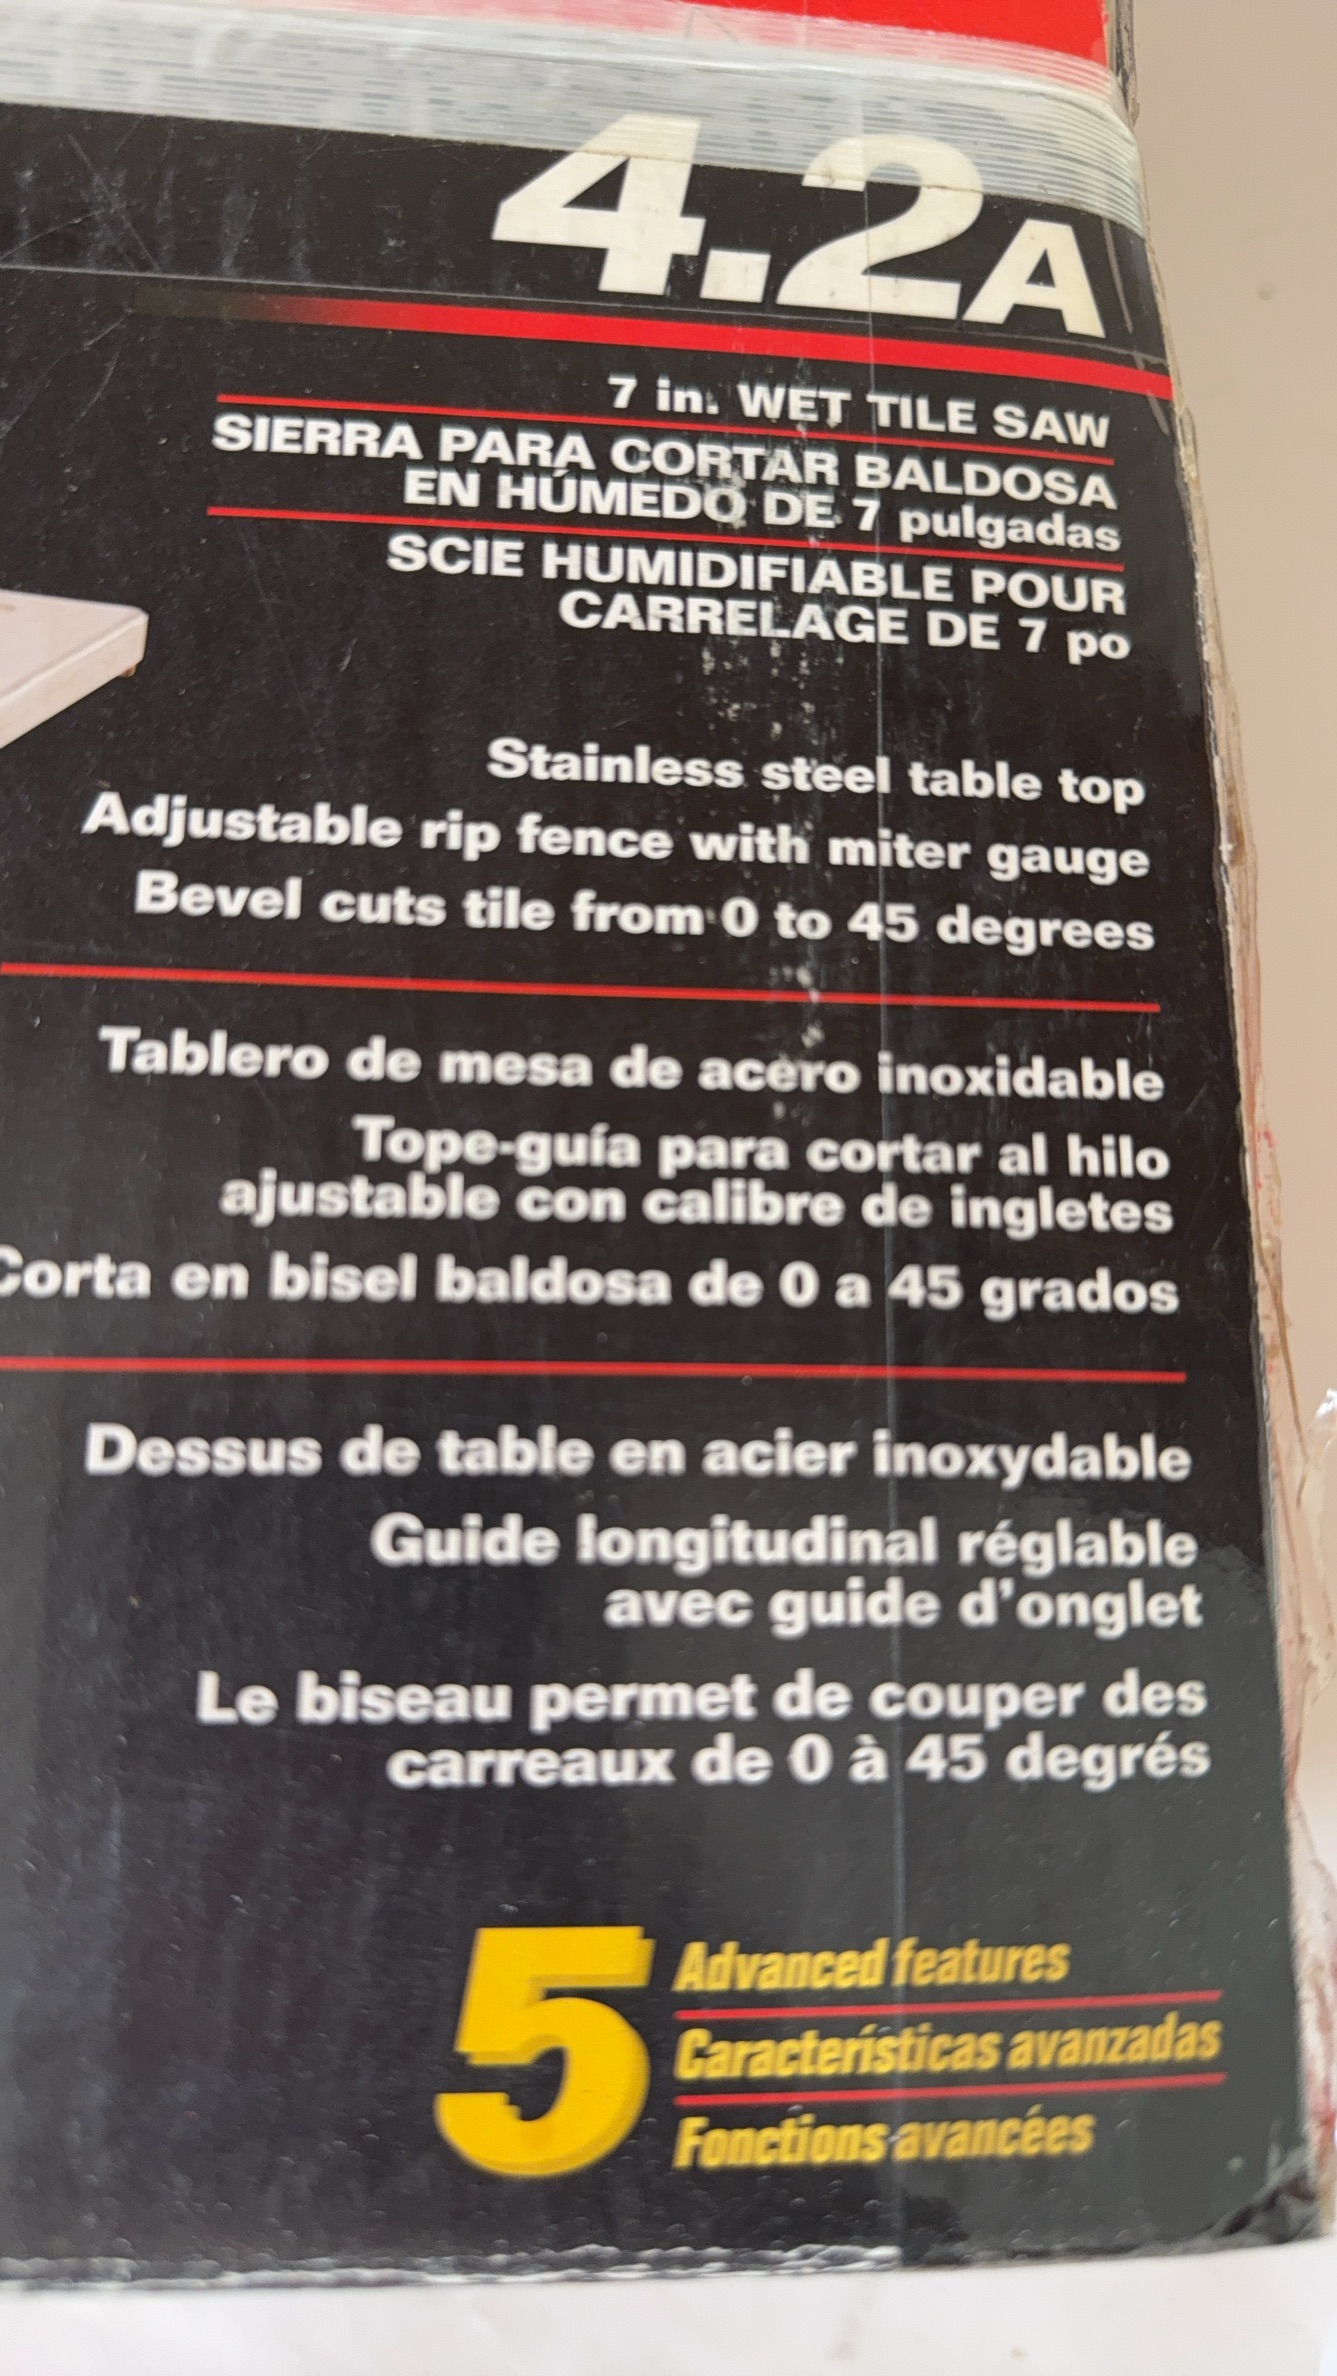 4.2A
7 in. WET TILE SAW
SIERRA PARA CORTAR BALDOSA
EN HÚMEDO DE 7 pulgadas
SCIE HUMIDIFIABLE POUR
CARRELAGE DE 7 po
Stainless steel table top
Adjustable rip fence with miter gauge
Bevel cuts tile from 0 to 45 degrees
Tablero de mesa de acero inoxidable
Tope-guía para cortar al hilo
ajustable con calibre de ingletes
Corta en bisel baldosa de 0 a 45 grados
Dessus de table en acier inoxydable
Guide longitudinal réglable
avec guide d'onglet
Le biseau permet de couper des
carreaux de 0 à 45 degrés
5 Advanced features
Características avanzadas
Fonctions avancées